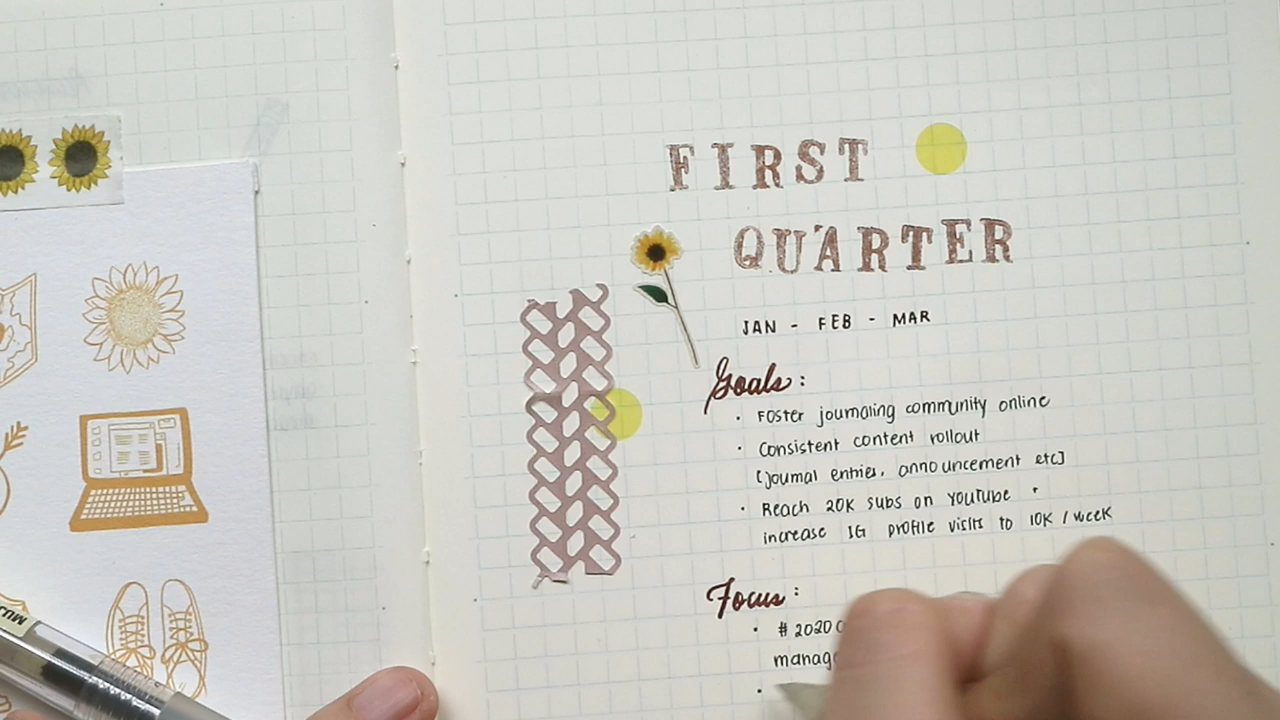 FIRST
QUARTER
JAN - FEB - MAR
Goals:
• Foster journaling community online
• Consistent content rollout
[journal entries, announcement etc]
• Reach 20K subs on YouTube +
increase IG profile visits to 10K / week
Focus:
• #2020
manag
•
MUJI